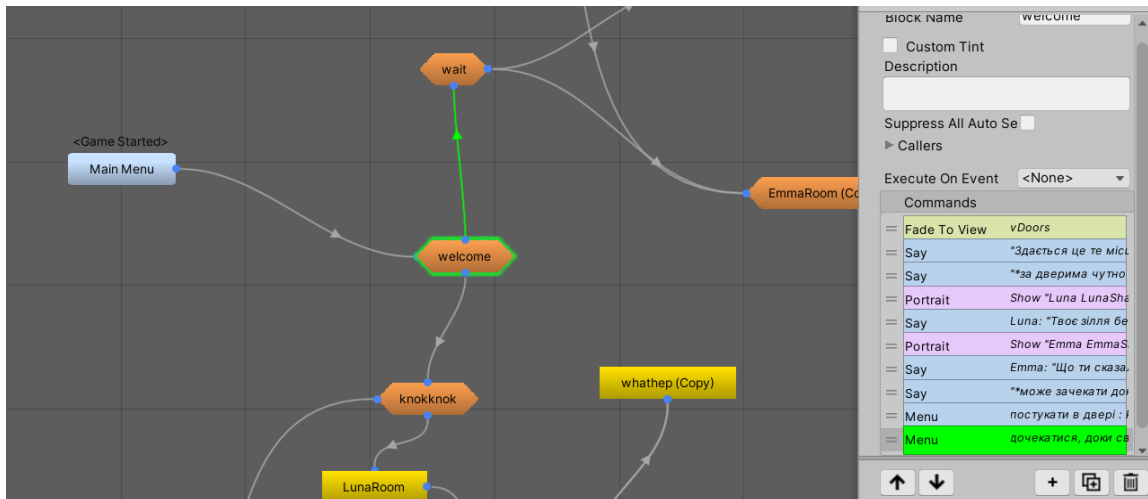 wait
<Game Started>
Main Menu
EmmaRoom (Co
welcome
whathep (Copy)
knokknok
LunaRoom
Block Name welcome
Custom Tint
Description
Suppress All Auto Se
Callers
Execute On Event <None>
Commands
Fade To View vDoors
Say "Здається це те місц
Say "*за дверима чутно
Portrait Show "Luna LunaSha
Say Luna: "Твоє зілля бе
Portrait Show "Emma EmmaS
Say Emma: "Що ти сказа
Say "*може зачекати док
Menu постукати в двері :
Menu дочекатися, доки св